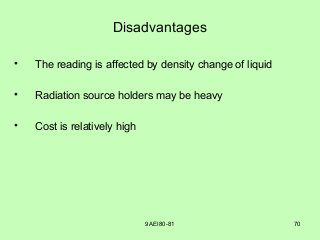 Disadvantages
• The reading is affected by density change of liquid
• Radiation source holders may be heavy
• Cost is relatively high
9AEI80-81
70